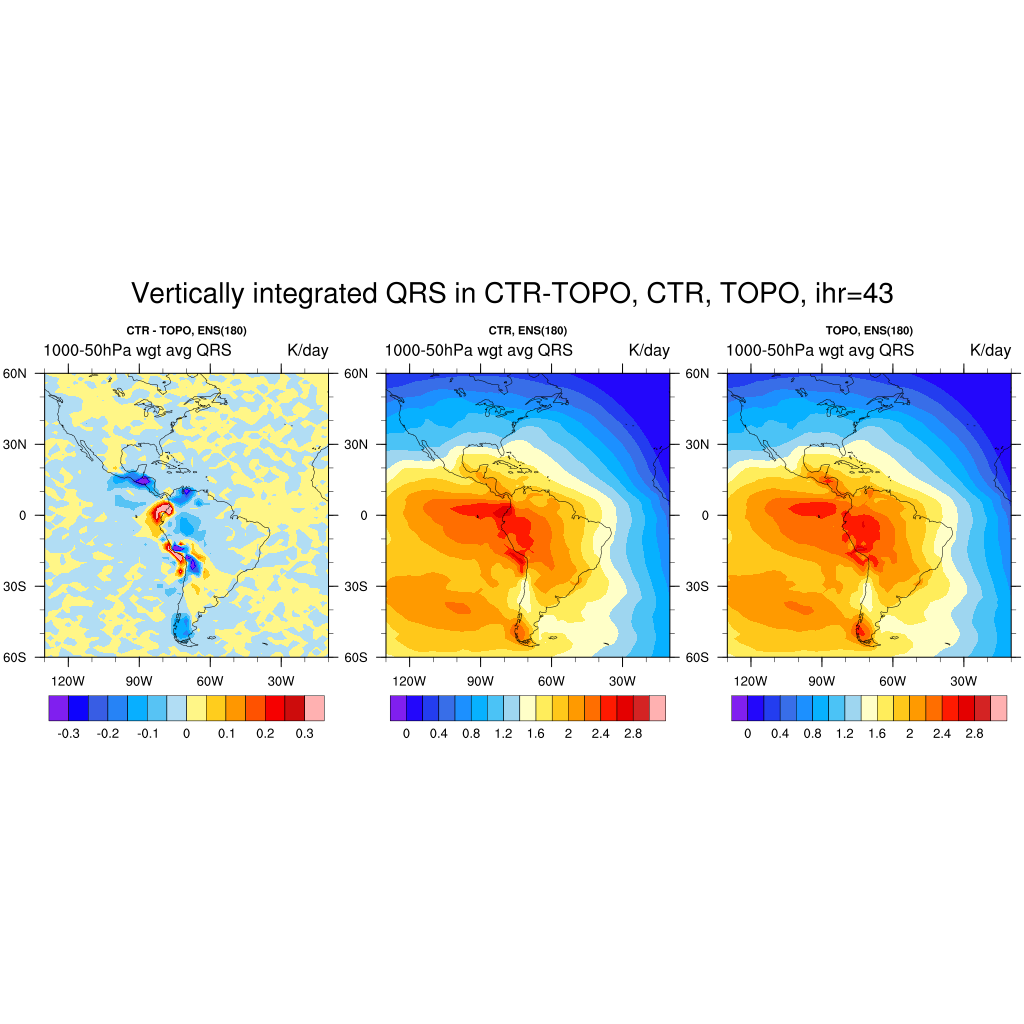 Vertically integrated QRS in CTR-TOPO, CTR, TOPO, ihr=43
CTR - TOPO, ENS(180)
1000-50hPa wgt avg QRS K/day
60N
30N
0
30S
60S
120W 90W 60W 30W
-0.3 -0.2 -0.1 0 0.1 0.2 0.3
CTR, ENS(180)
1000-50hPa wgt avg QRS K/day
60N
30N
0
30S
60S
120W 90W 60W 30W
0 0.4 0.8 1.2 1.6 2 2.4 2.8
TOPO, ENS(180)
1000-50hPa wgt avg QRS K/day
60N
30N
0
30S
60S
120W 90W 60W 30W
0 0.4 0.8 1.2 1.6 2 2.4 2.8